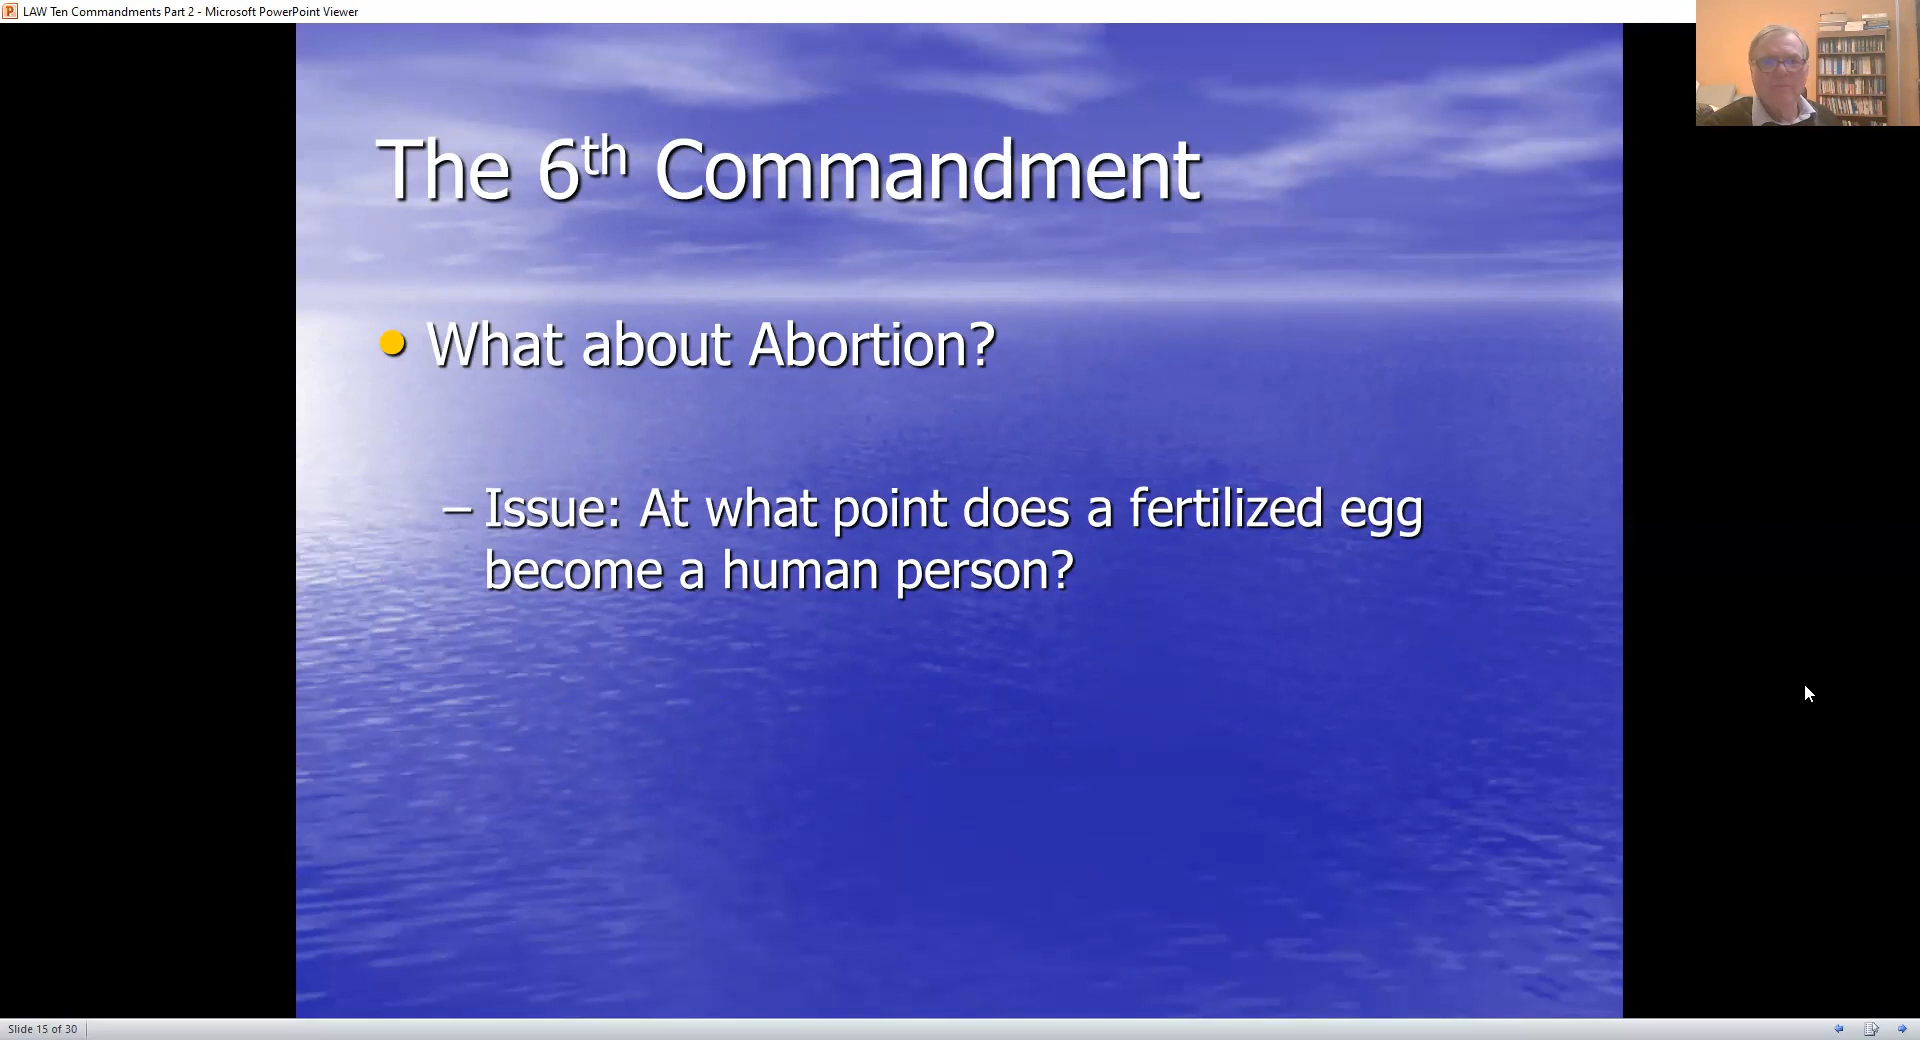 LAW Ten Commandments Part 2 - Microsoft PowerPoint Viewer
The 6th Commandment
What about Abortion?
– Issue: At what point does a fertilized egg
become a human person?
Slide 15 of 30